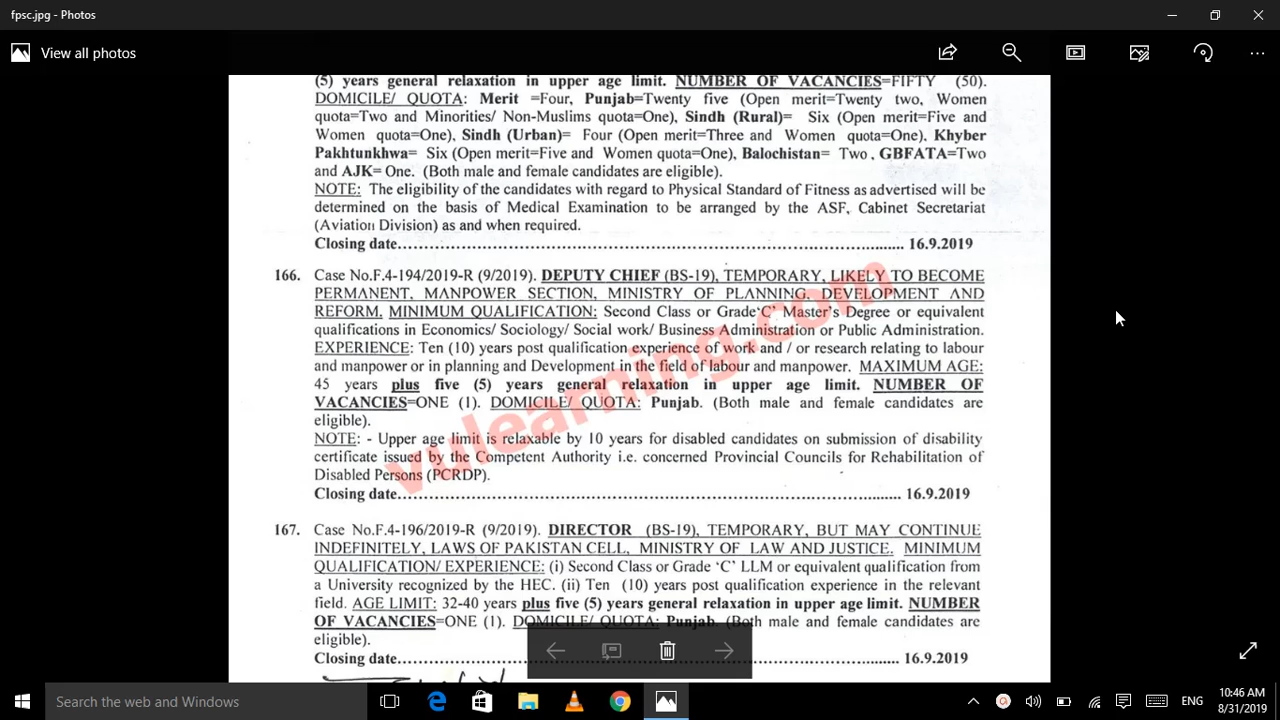 fpsc.jpg - Photos
View all photos
(5) years general relaxation in upper age limit. NUMBER OF VACANCIES=FIFTY (50).
DOMICILE/ QUOTA: Merit =Four, Punjab=Twenty five (Open merit=Twenty two, Women
quota=Two and Minorities/ Non-Muslims quota=One), Sindh (Rural)= Six (Open merit=Five and
Women quota=One), Sindh (Urban)= Four (Open merit=Three and Women quota=One), Khyber
Pakhtunkhwa= Six (Open merit=Five and Women quota=One), Balochistan= Two , GBFATA=Two
and AJK= One. (Both male and female candidates are eligible).
NOTE: The eligibility of the candidates with regard to Physical Standard of Fitness as advertised will be
determined on the basis of Medical Examination to be arranged by the ASF, Cabinet Secretariat
(Aviation Division) as and when required.
Closing date.................................................................................................. 16.9.2019
166. Case No.F.4-194/2019-R (9/2019). DEPUTY CHIEF (BS-19), TEMPORARY, LIKELY TO BECOME
PERMANENT, MANPOWER SECTION, MINISTRY OF PLANNING, DEVELOPMENT AND
REFORM. MINIMUM QUALIFICATION: Second Class or Grade‘C’ Master’s Degree or equivalent
qualifications in Economics/ Sociology/ Social work/ Business Administration or Public Administration.
EXPERIENCE: Ten (10) years post qualification experience of work and / or research relating to labour
and manpower or in planning and Development in the field of labour and manpower. MAXIMUM AGE:
45 years plus five (5) years general relaxation in upper age limit. NUMBER OF
VACANCIES=ONE (1). DOMICILE/ QUOTA: Punjab. (Both male and female candidates are
eligible).
NOTE: - Upper age limit is relaxable by 10 years for disabled candidates on submission of disability
certificate issued by the Competent Authority i.e. concerned Provincial Councils for Rehabilitation of
Disabled Persons (PCRDP).
Closing date.................................................................................................. 16.9.2019
vulearning.com
167. Case No.F.4-196/2019-R (9/2019). DIRECTOR (BS-19), TEMPORARY, BUT MAY CONTINUE
INDEFINITELY, LAWS OF PAKISTAN CELL, MINISTRY OF LAW AND JUSTICE. MINIMUM
QUALIFICATION/ EXPERIENCE: (i) Second Class or Grade ‘C’ LLM or equivalent qualification from
a University recognized by the HEC. (ii) Ten (10) years post qualification experience in the relevant
field. AGE LIMIT: 32-40 years plus five (5) years general relaxation in upper age limit. NUMBER
OF VACANCIES=ONE (1). DOMICILE/ QUOTA: Punjab. (Both male and female candidates are
eligible).
Closing date.................................................................................................. 16.9.2019
Search the web and Windows
ENG
10:46 AM
8/31/2019